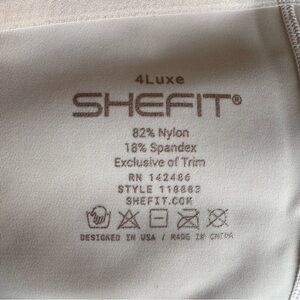 4Luxe
SHEFIT®
82% Nylon
18% Spandex
Exclusive of Trim
RN 142486
STYLE
SHEFIT.COM
DESIGNED IN USA / MADE IN CHINA